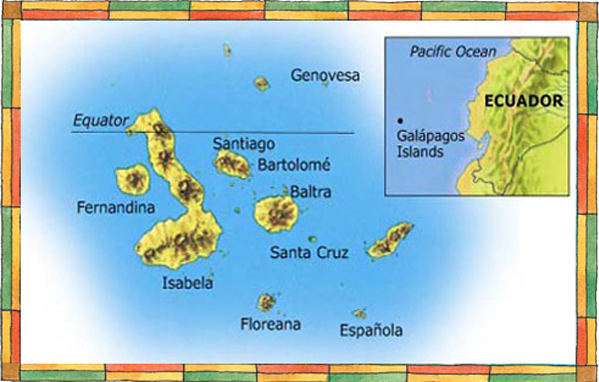 Genovesa
Equator
Santiago
Bartolomé
Baltra
Fernandina
Santa Cruz
Isabela
Floreana
Española
Pacific Ocean
ECUADOR
Galápagos
Islands